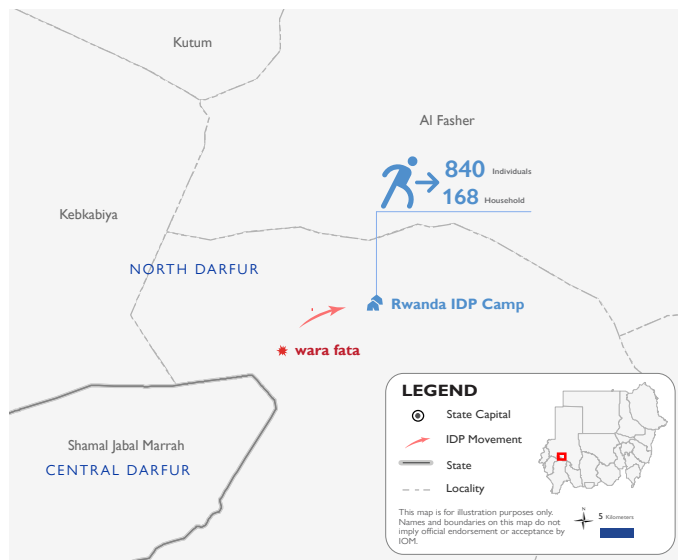 Kutum
Al Fasher
840 Individuals
168 Household
Kebkabiya
NORTH DARFUR
Rwanda IDP Camp
wara fata
Shamal Jabal Marrah
CENTRAL DARFUR
LEGEND
State Capital
IDP Movement
State
Locality
This map is for illustration purposes only.
Names and boundaries on this map do not
imply official endorsement or acceptance by
IOM.
N
5 Kilometers